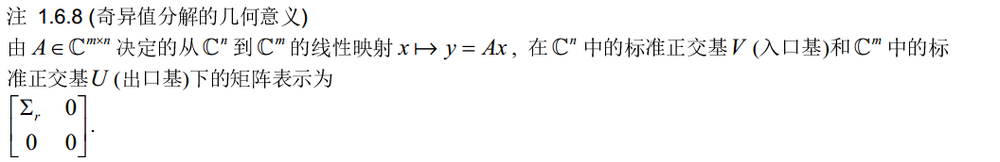 注 1.6.8 (奇异值分解的几何意义)
由 $A \in \mathbb{C}^{m \times n}$ 决定的从 $\mathbb{C}^n$ 到 $\mathbb{C}^m$ 的线性映射 $x \mapsto y = Ax$, 在 $\mathbb{C}^n$ 中的标准正交基 $V$ (入口基)和 $\mathbb{C}^m$ 中的标
准正交基 $U$ (出口基)下的矩阵表示为
$\begin{bmatrix} \Sigma_r & 0 \\ 0 & 0 \end{bmatrix}.$